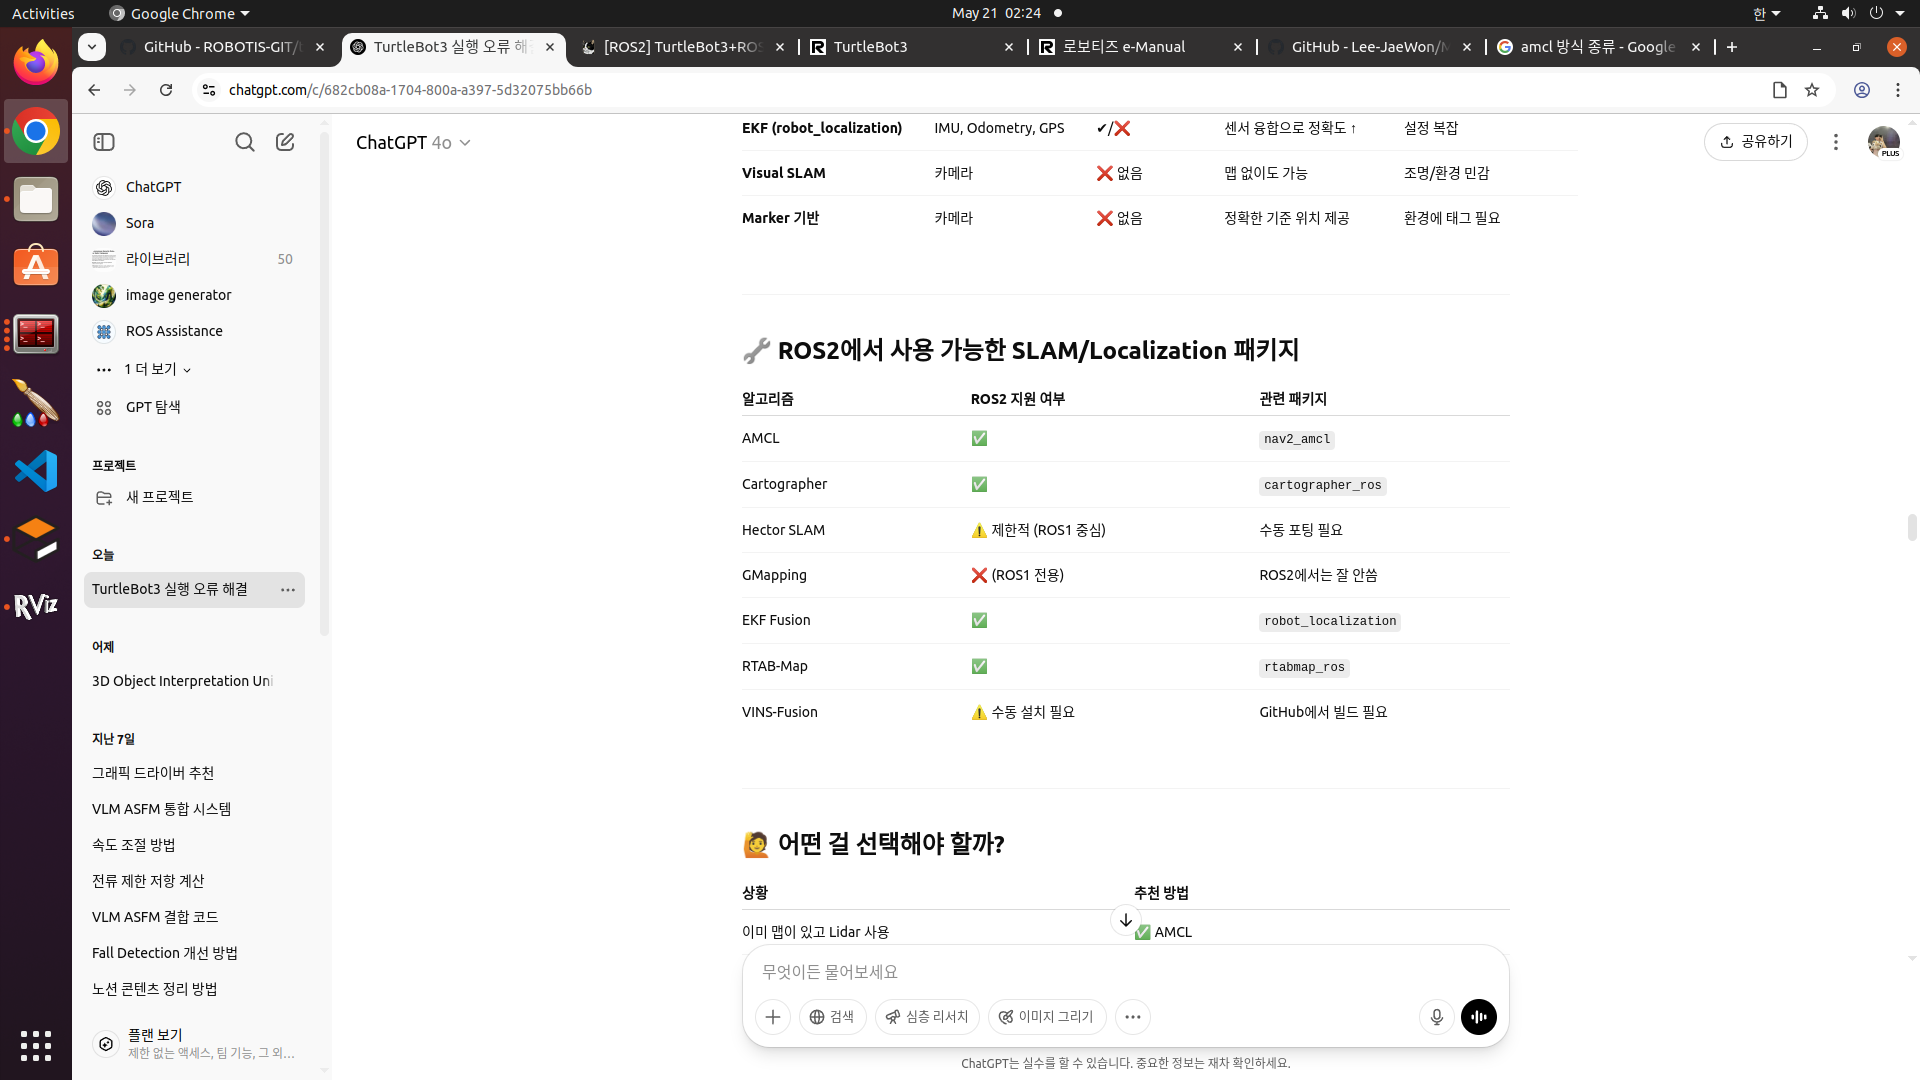 Activities
Google Chrome
May 21 02:24
한
GitHub - ROBOTIS-GIT/
TurtleBot3 실행 오류 해
[ROS2] TurtleBot3+ROS
TurtleBot3
로보티즈 e-Manual
GitHub - Lee-JaeWon/
amcl 방식 종류 - Google
chatgpt.com/c/682cb08a-1704-800a-a397-5d32075bb66b
ChatGPT
Sora
라이브러리 50
image generator
ROS Assistance
1 더 보기
GPT 탐색
프로젝트
새 프로젝트
오늘
TurtleBot3 실행 오류 해결
어제
3D Object Interpretation Uni
지난 7일
그래픽 드라이버 추천
VLM ASFM 통합 시스템
속도 조절 방법
전류 제한 저항 계산
VLM ASFM 결합 코드
Fall Detection 개선 방법
노션 콘텐츠 정리 방법
플랜 보기
제한 없는 액세스, 팀 기능, 그 외...
RViz
ChatGPT 4o
공유하기
PLUS
EKF (robot_localization) IMU, Odometry, GPS ✔/❌ 센서 융합으로 정확도 ↑ 설정 복잡
Visual SLAM 카메라 ❌ 없음 맵 없이도 가능 조명/환경 민감
Marker 기반 카메라 ❌ 없음 정확한 기준 위치 제공 환경에 태그 필요
🔧 ROS2에서 사용 가능한 SLAM/Localization 패키지
알고리즘 ROS2 지원 여부 관련 패키지
AMCL ✅ nav2_amcl
Cartographer ✅ cartographer_ros
Hector SLAM ⚠️ 제한적 (ROS1 중심) 수동 포팅 필요
GMapping ❌ (ROS1 전용) ROS2에서는 잘 안씀
EKF Fusion ✅ robot_localization
RTAB-Map ✅ rtabmap_ros
VINS-Fusion ⚠️ 수동 설치 필요 GitHub에서 빌드 필요
🙋 어떤 걸 선택해야 할까?
상황 추천 방법
이미 맵이 있고 Lidar 사용 ✅ AMCL
무엇이든 물어보세요
검색
심층 리서치
이미지 그리기
ChatGPT는 실수를 할 수 있습니다. 중요한 정보는 재차 확인하세요.